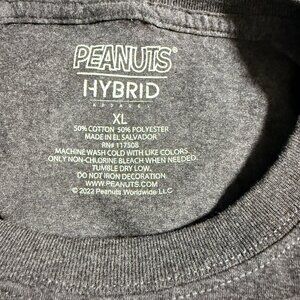 PEANUTS®
HYBRID
APPAREL
XL
50% COTTON 50% POLYESTER
MADE IN EL SALVADOR
RN# 117508
MACHINE WASH COLD WITH LIKE COLORS
ONLY NON-CHLORINE BLEACH WHEN NEEDED
TUMBLE DRY LOW.
DO NOT IRON DECORATION.
WWW.PEANUTS.COM
© 2022 Peanuts Worldwide LLC